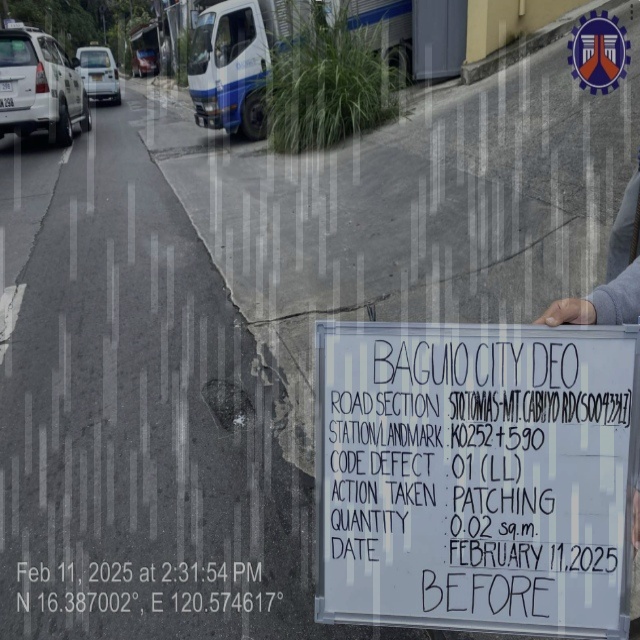 BAGUIO CITY DEO
ROAD SECTION : STO TOMAS-MT. CABUYO RD(S00493LZ)
STATION/LANDMARK : K0252+590
CODE DEFECT : 01 (LL)
ACTION TAKEN : PATCHING
QUANTITY : 0.02 sq.m.
DATE : FEBRUARY 11, 2025
BEFORE
Feb 11, 2025 at 2:31:54 PM
N 16.387002°, E 120.574617°